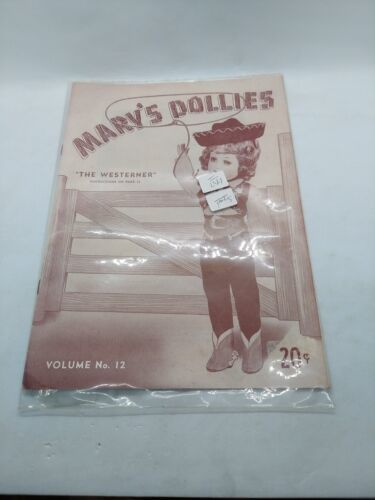 MARY'S DOLLIES
"THE WESTERNER"
VOLUME No. 12
20¢